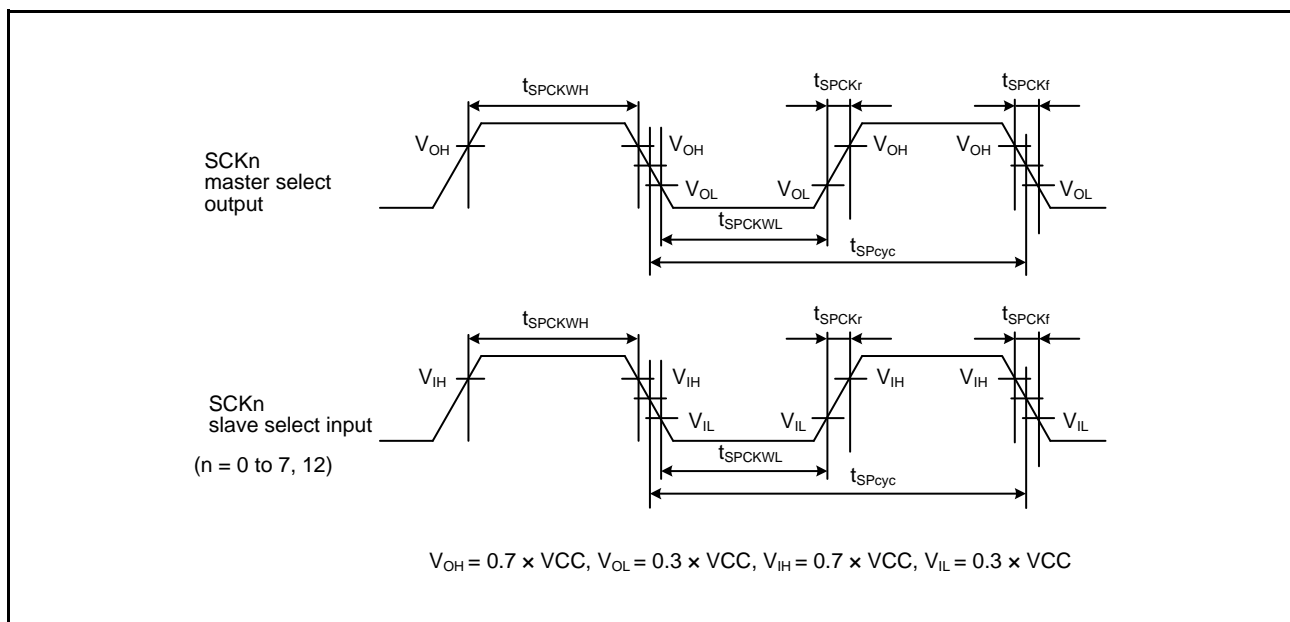 tSPCKWH
tSPCKr
tSPCKf
SCKn
master select
output
VOH
VOH
VOL
VOL
VOH
VOH
VOL
tSPCKWL
tSPcyc
tSPCKWH
tSPCKr
tSPCKf
SCKn
slave select input
(n = 0 to 7, 12)
VIH
VIH
VIL
VIL
VIH
VIH
VIL
tSPCKWL
tSPcyc
VOH = 0.7 × VCC, VOL = 0.3 × VCC, VIH = 0.7 × VCC, VIL = 0.3 × VCC